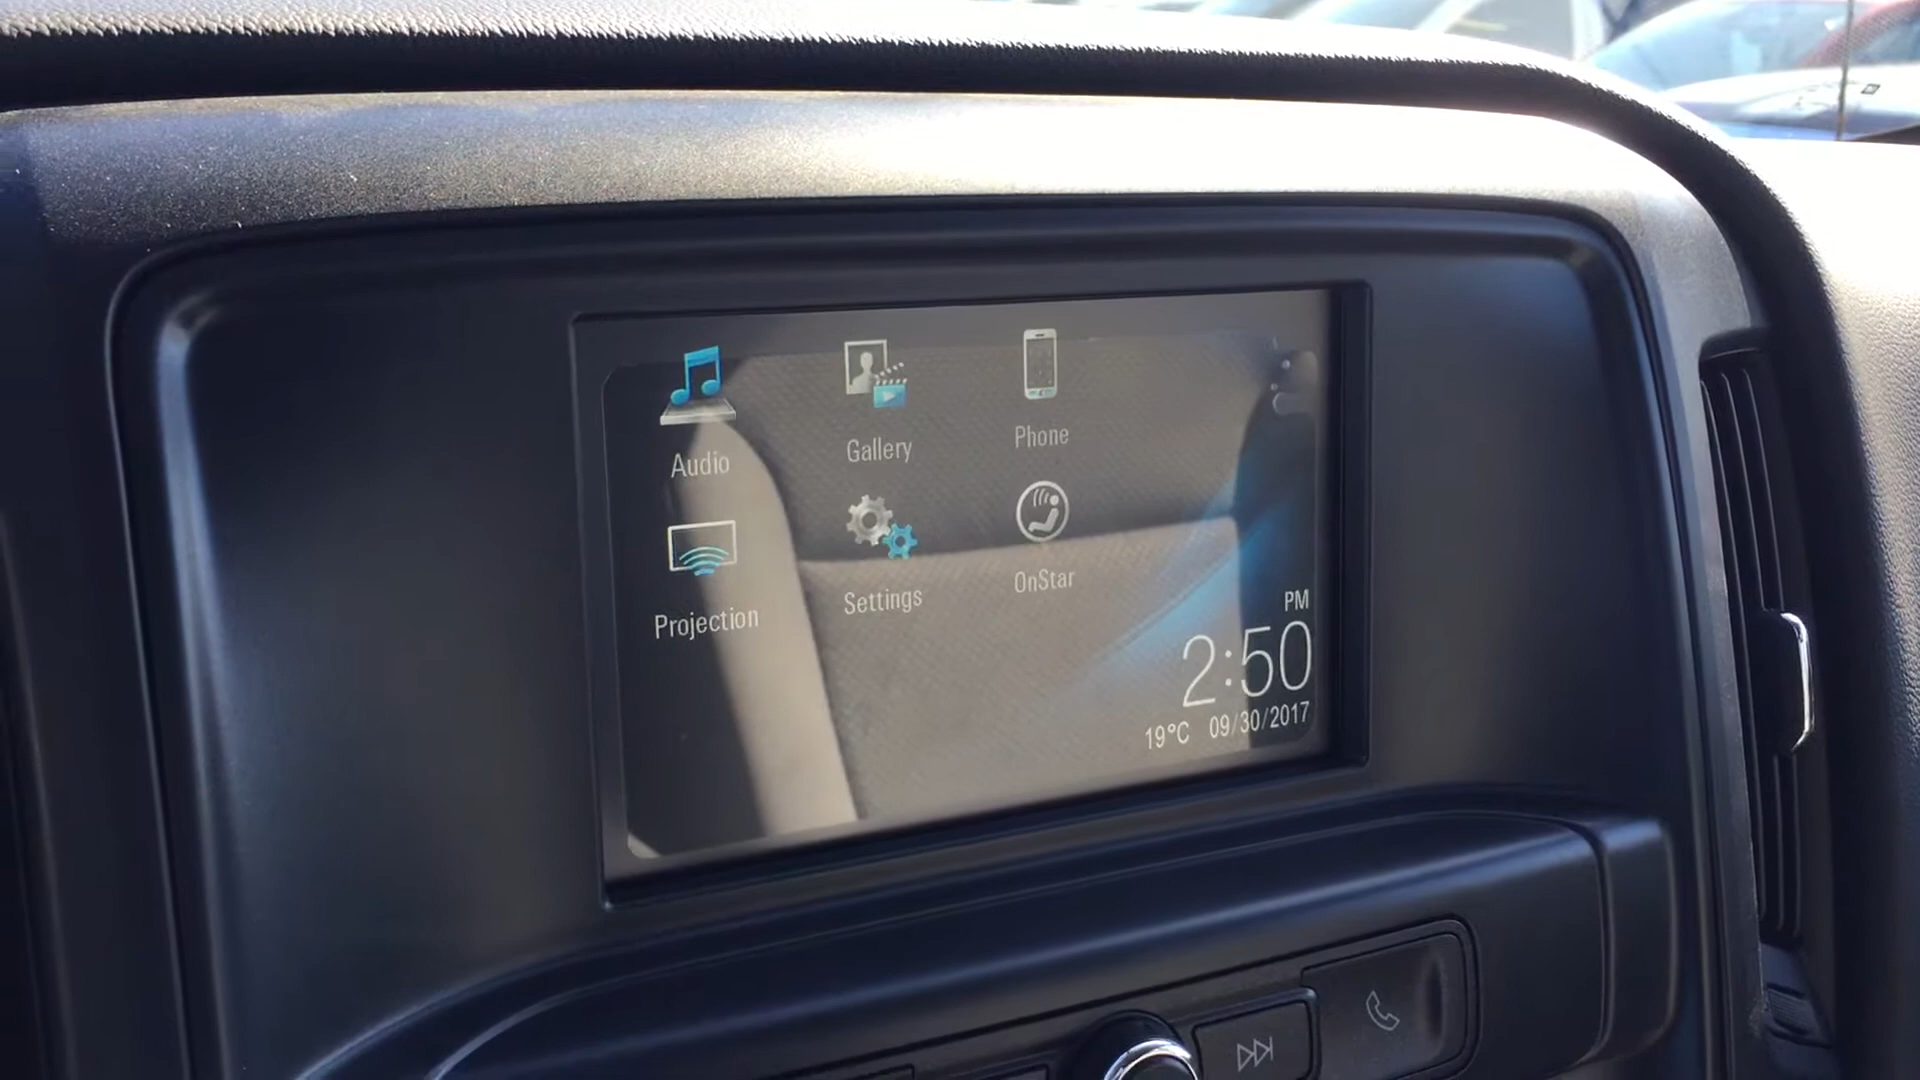 Audio
Gallery
Phone
Projection
Settings
OnStar
PM
2:50
19°C 09/30/2017